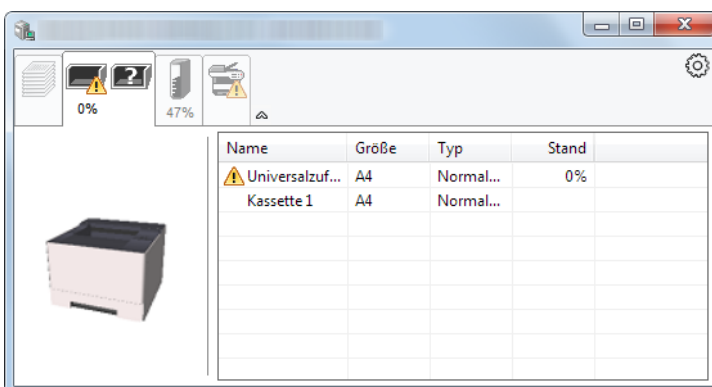 0%
47%
Name Größe Typ Stand
Universalzuf... A4 Normal... 0%
Kassette 1 A4 Normal...